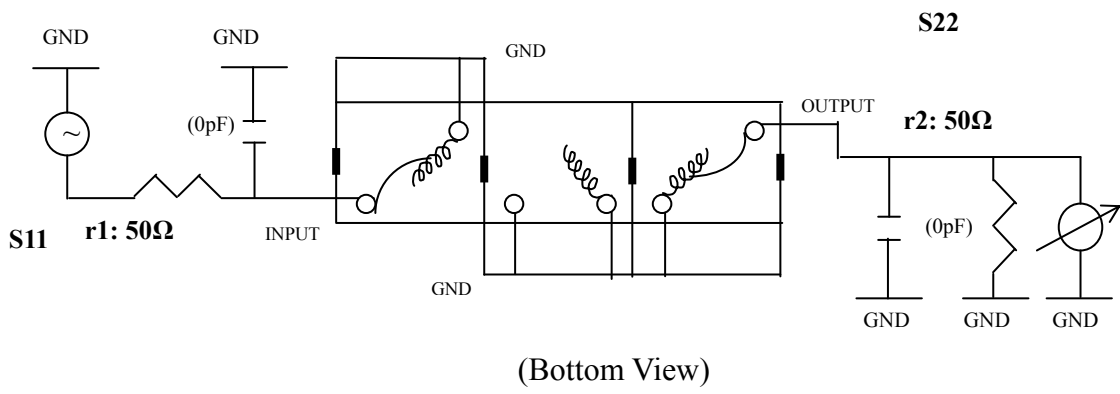 S22
GND
GND
GND
OUTPUT
r2: 50Ω
(0pF)
~
S11
r1: 50Ω
INPUT
(0pF)
GND
GND
GND
GND
(Bottom View)